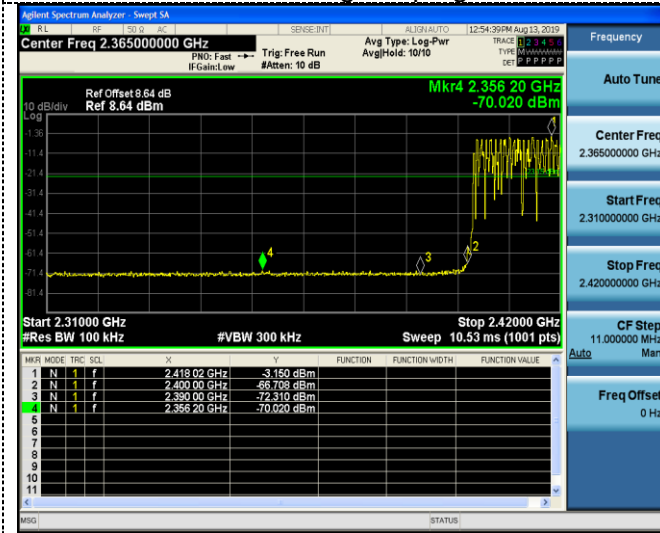 Agilent Spectrum Analyzer - Swept SA
RL RF 50 Ω AC SENSE:INT ALIGNAUTO 12:54:39PM Aug 13, 2019
Center Freq 2.365000000 GHz
PNO: Fast
IFGain:Low
Trig: Free Run
#Atten: 10 dB
Avg Type: Log-Pwr
Avg|Hold: 10/10
TRACE 1 2 3 4 5 6
TYPE
DET P P P P P P
Mkr4 2.356 20 GHz
-70.020 dBm
Ref Offset 8.64 dB
10 dB/div Ref 8.64 dBm
Log
-1.36
-11.4
-21.4
-31.4
-41.4
-51.4
-61.4
-71.4
-81.4
1
2
3
4
Start 2.31000 GHz Stop 2.42000 GHz
#Res BW 100 kHz #VBW 300 kHz Sweep 10.53 ms (1001 pts)
MKR MODE TRC SCL X Y FUNCTION FUNCTION WIDTH FUNCTION VALUE
1 N 1 f 2.418 02 GHz -3.150 dBm
2 N 1 f 2.400 00 GHz -66.708 dBm
3 N 1 f 2.390 00 GHz -72.310 dBm
4 N 1 f 2.356 20 GHz -70.020 dBm
5
6
7
8
9
10
11
MSG STATUS
Frequency
Auto Tune
Center Freq
2.365000000 GHz
Start Freq
2.310000000 GHz
Stop Freq
2.420000000 GHz
CF Step
11.000000 MHz
Auto Man
Freq Offset
0 Hz